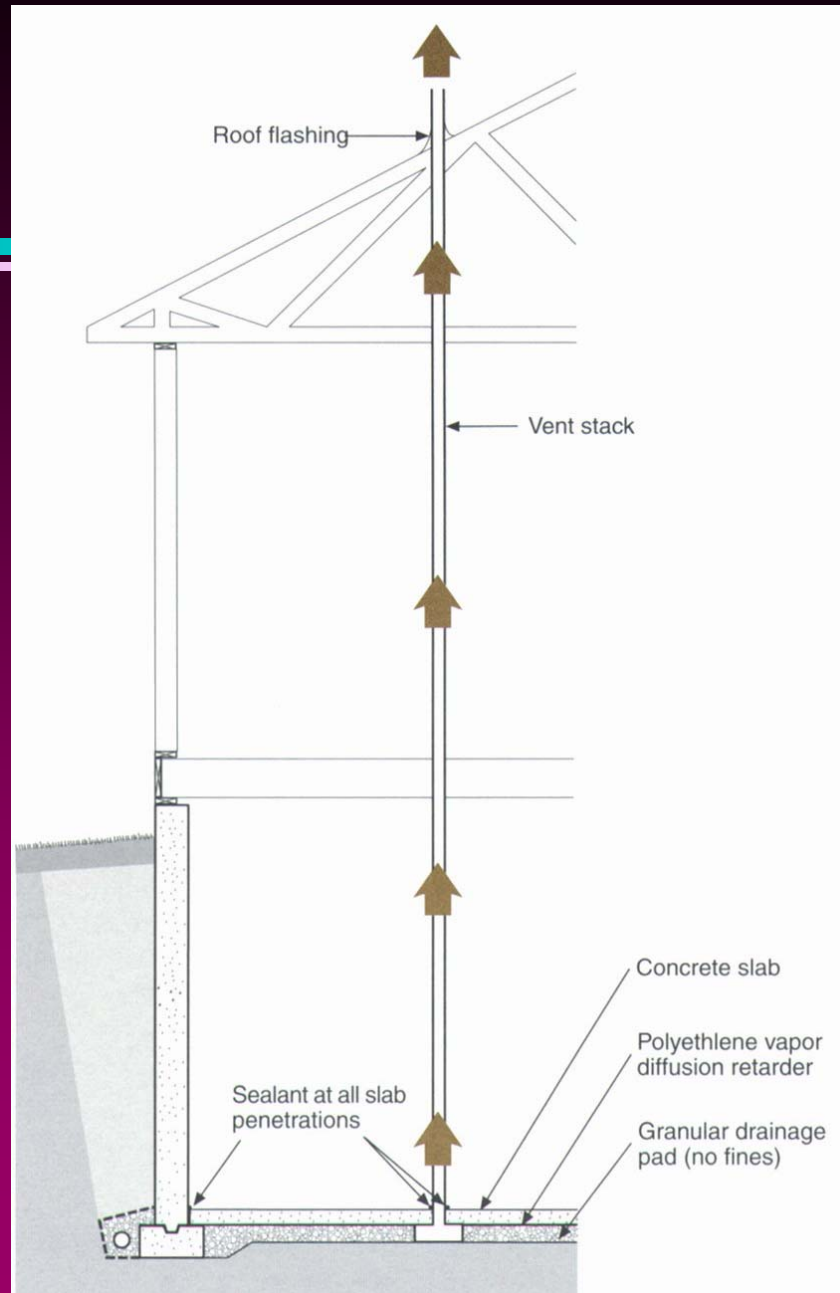 Roof flashing
Vent stack
Concrete slab
Polyethlene vapor
diffusion retarder
Sealant at all slab
penetrations
Granular drainage
pad (no fines)